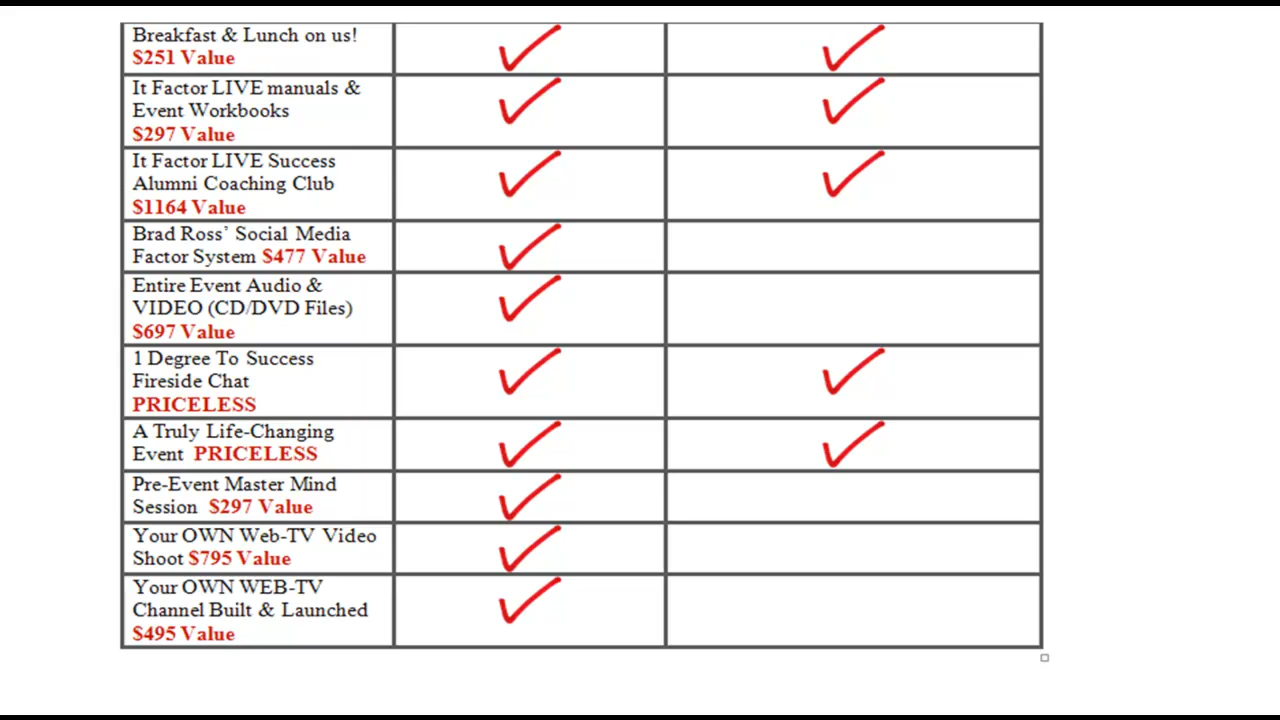 Breakfast & Lunch on us!
$251 Value
It Factor LIVE manuals &
Event Workbooks
$297 Value
It Factor LIVE Success
Alumni Coaching Club
$1164 Value
Brad Ross’ Social Media
Factor System $477 Value
Entire Event Audio &
VIDEO (CD/DVD Files)
$697 Value
1 Degree To Success
Fireside Chat
PRICELESS
A Truly Life-Changing
Event PRICELESS
Pre-Event Master Mind
Session $297 Value
Your OWN Web-TV Video
Shoot $795 Value
Your OWN WEB-TV
Channel Built & Launched
$495 Value